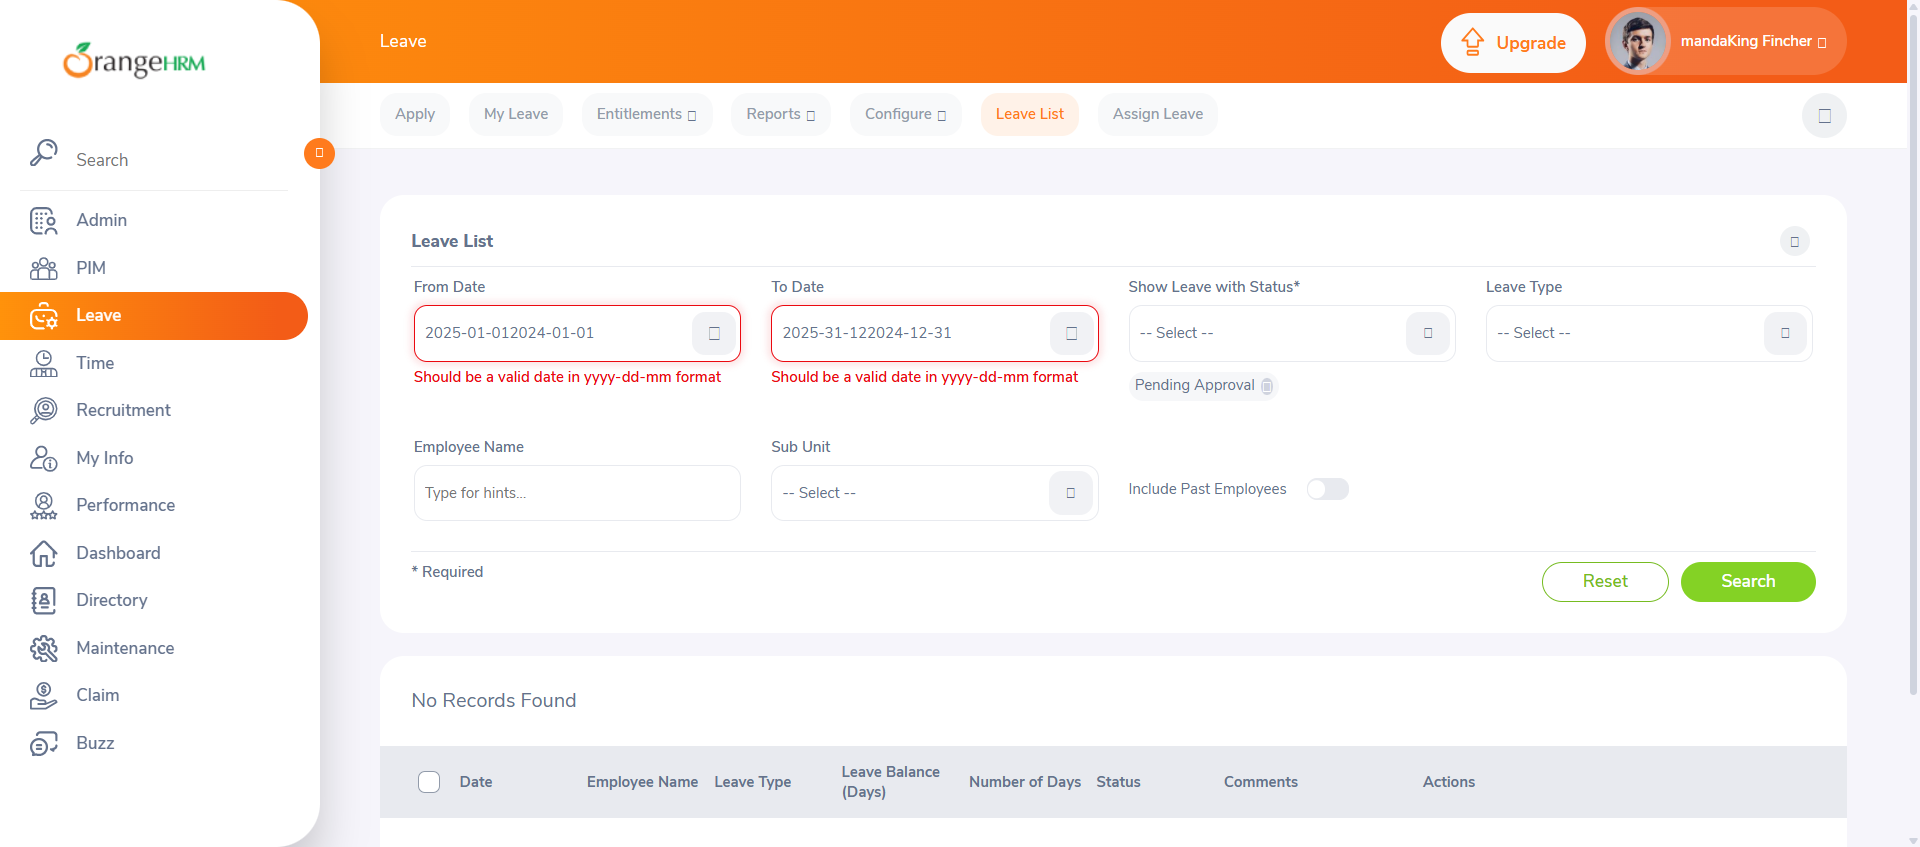 OrangeHRM
Leave
Upgrade
mandaKing Fincher
Apply
My Leave
Entitlements
Reports
Configure
Leave List
Assign Leave
Search
Admin
PIM
Leave
Time
Recruitment
My Info
Performance
Dashboard
Directory
Maintenance
Claim
Buzz
Leave List
From Date
To Date
Show Leave with Status*
Leave Type
2025-01-012024-01-01
2025-31-122024-12-31
-- Select --
-- Select --
Should be a valid date in yyyy-dd-mm format
Should be a valid date in yyyy-dd-mm format
Pending Approval
Employee Name
Sub Unit
Type for hints...
-- Select --
Include Past Employees
* Required
Reset
Search
No Records Found
Date
Employee Name
Leave Type
Leave Balance
(Days)
Number of Days
Status
Comments
Actions